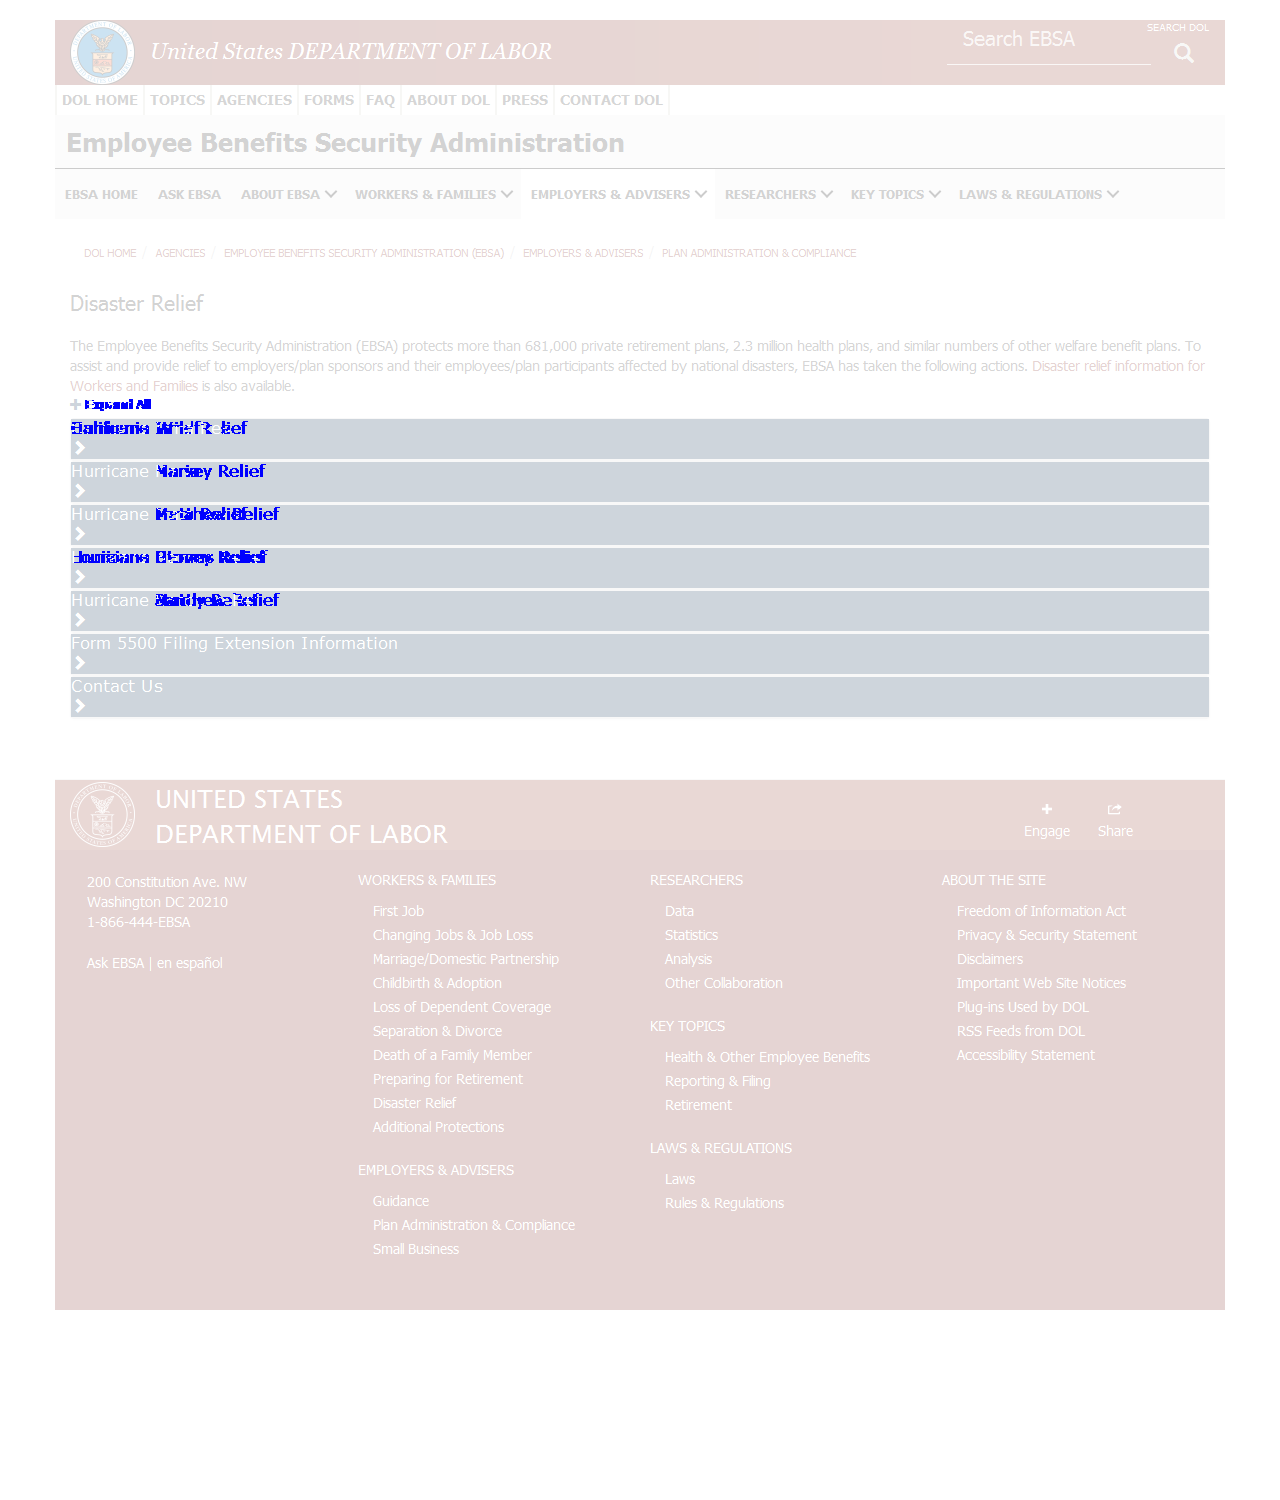 United States DEPARTMENT OF LABOR
Search EBSA
SEARCH DOL
DOL HOME TOPICS AGENCIES FORMS FAQ ABOUT DOL PRESS CONTACT DOL
Employee Benefits Security Administration
EBSA HOME ASK EBSA ABOUT EBSA WORKERS & FAMILIES EMPLOYERS & ADVISERS RESEARCHERS KEY TOPICS LAWS & REGULATIONS
DOL HOME / AGENCIES / EMPLOYEE BENEFITS SECURITY ADMINISTRATION (EBSA) / EMPLOYERS & ADVISERS / PLAN ADMINISTRATION & COMPLIANCE
Disaster Relief
The Employee Benefits Security Administration (EBSA) protects more than 681,000 private retirement plans, 2.3 million health plans, and similar numbers of other welfare benefit plans. To
assist and provide relief to employers/plan sponsors and their employees/plan participants affected by national disasters, EBSA has taken the following actions. Disaster relief information for
Workers and Families is also available.
Expand All
Relief
Hurricane Relief
Hurricane Relief
Relief
Hurricane Relief
Form 5500 Filing Extension Information
Contact Us
UNITED STATES
DEPARTMENT OF LABOR
Engage Share
200 Constitution Ave. NW
Washington DC 20210
1-866-444-EBSA
Ask EBSA | en español
WORKERS & FAMILIES
First Job
Changing Jobs & Job Loss
Marriage/Domestic Partnership
Childbirth & Adoption
Loss of Dependent Coverage
Separation & Divorce
Death of a Family Member
Preparing for Retirement
Disaster Relief
Additional Protections
EMPLOYERS & ADVISERS
Guidance
Plan Administration & Compliance
Small Business
RESEARCHERS
Data
Statistics
Analysis
Other Collaboration
KEY TOPICS
Health & Other Employee Benefits
Reporting & Filing
Retirement
LAWS & REGULATIONS
Laws
Rules & Regulations
ABOUT THE SITE
Freedom of Information Act
Privacy & Security Statement
Disclaimers
Important Web Site Notices
Plug-ins Used by DOL
RSS Feeds from DOL
Accessibility Statement